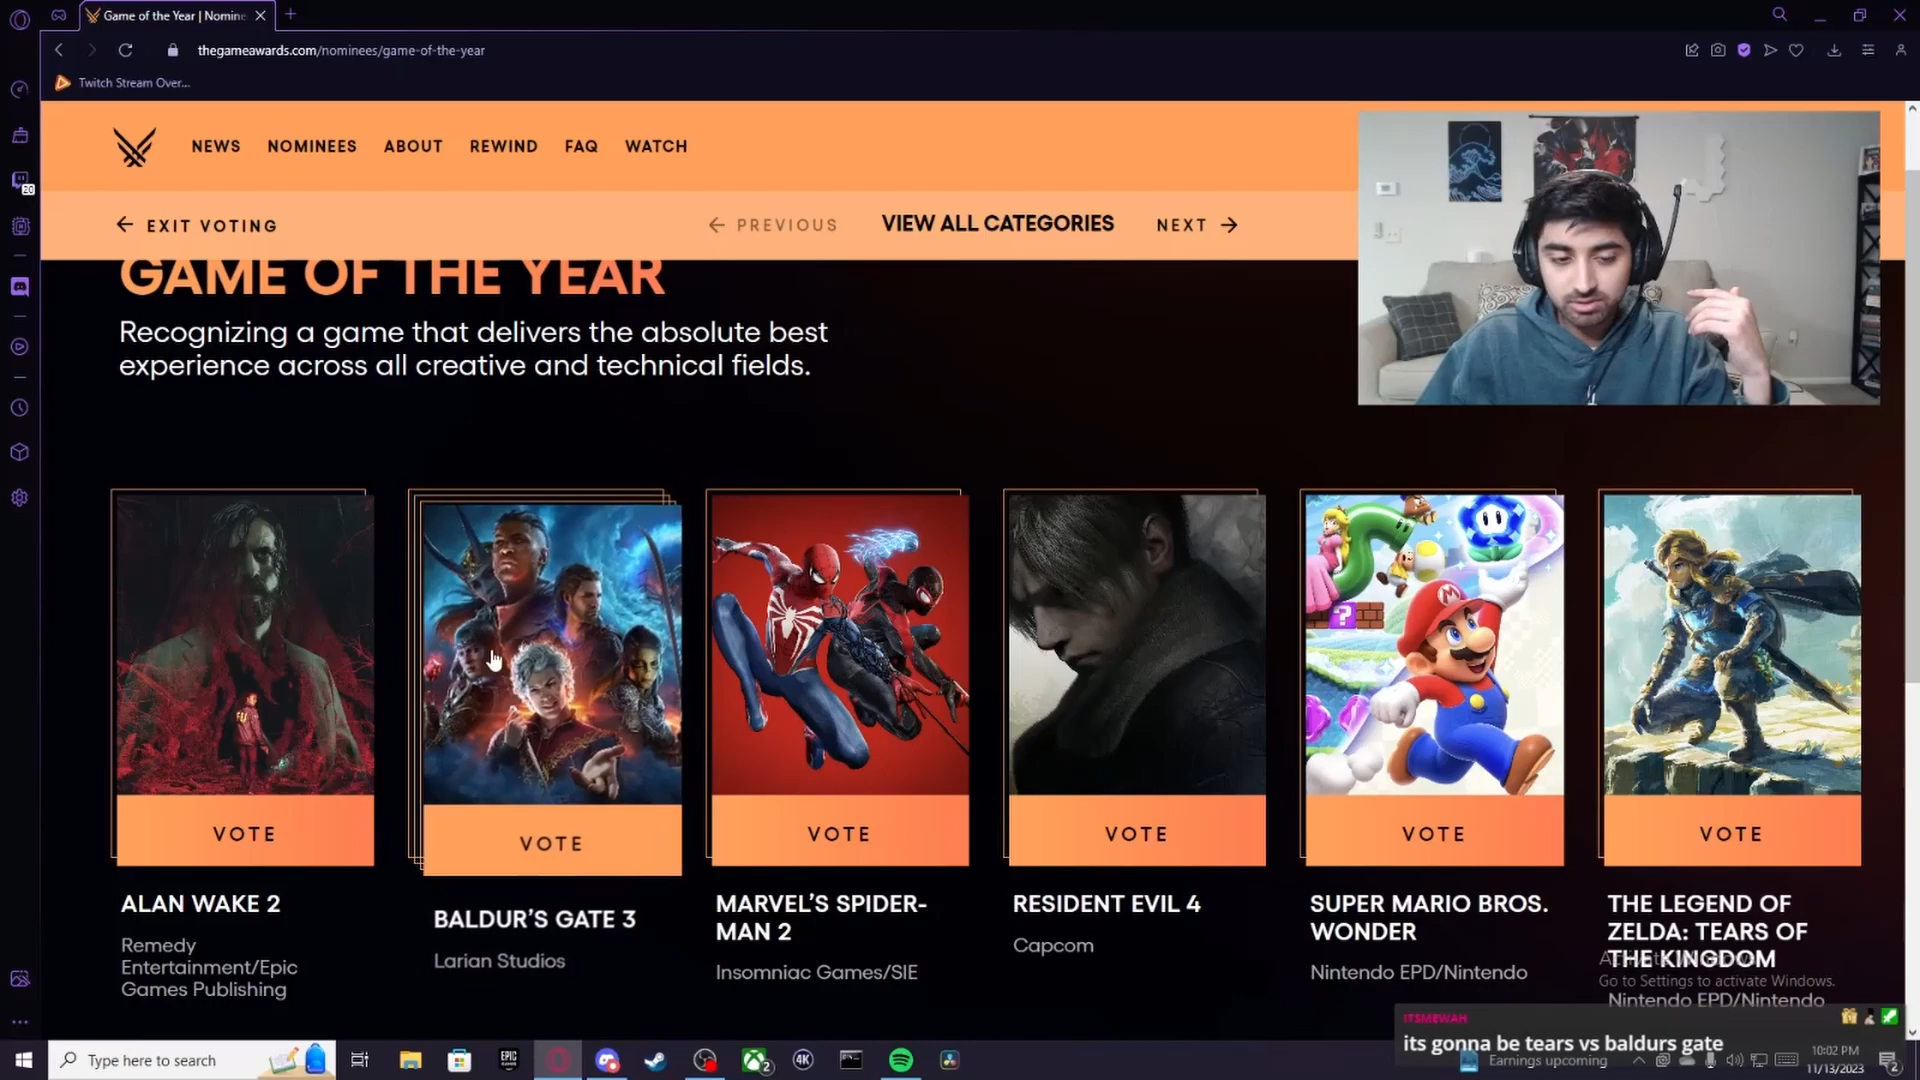 Game of the Year | Nomine
thegameawards.com/nominees/game-of-the-year
Twitch Stream Over...
20
NEWS NOMINEES ABOUT REWIND FAQ WATCH
← EXIT VOTING
← PREVIOUS
VIEW ALL CATEGORIES
NEXT →
GAME OF THE YEAR
Recognizing a game that delivers the absolute best
experience across all creative and technical fields.
VOTE
ALAN WAKE 2
Remedy
Entertainment/Epic
Games Publishing
VOTE
BALDUR'S GATE 3
Larian Studios
VOTE
MARVEL'S SPIDER-
MAN 2
Insomniac Games/SIE
VOTE
RESIDENT EVIL 4
Capcom
VOTE
SUPER MARIO BROS.
WONDER
Nintendo EPD/Nintendo
VOTE
THE LEGEND OF
ZELDA: TEARS OF
THE KINGDOM
Go to Settings to activate Windows.
Nintendo EPD/Nintendo
ITSMEWAH
its gonna be tears vs baldurs gate
Type here to search
EPIC
GAMES
2
4K
Earnings upcoming
10:02 PM
11/13/2023
2